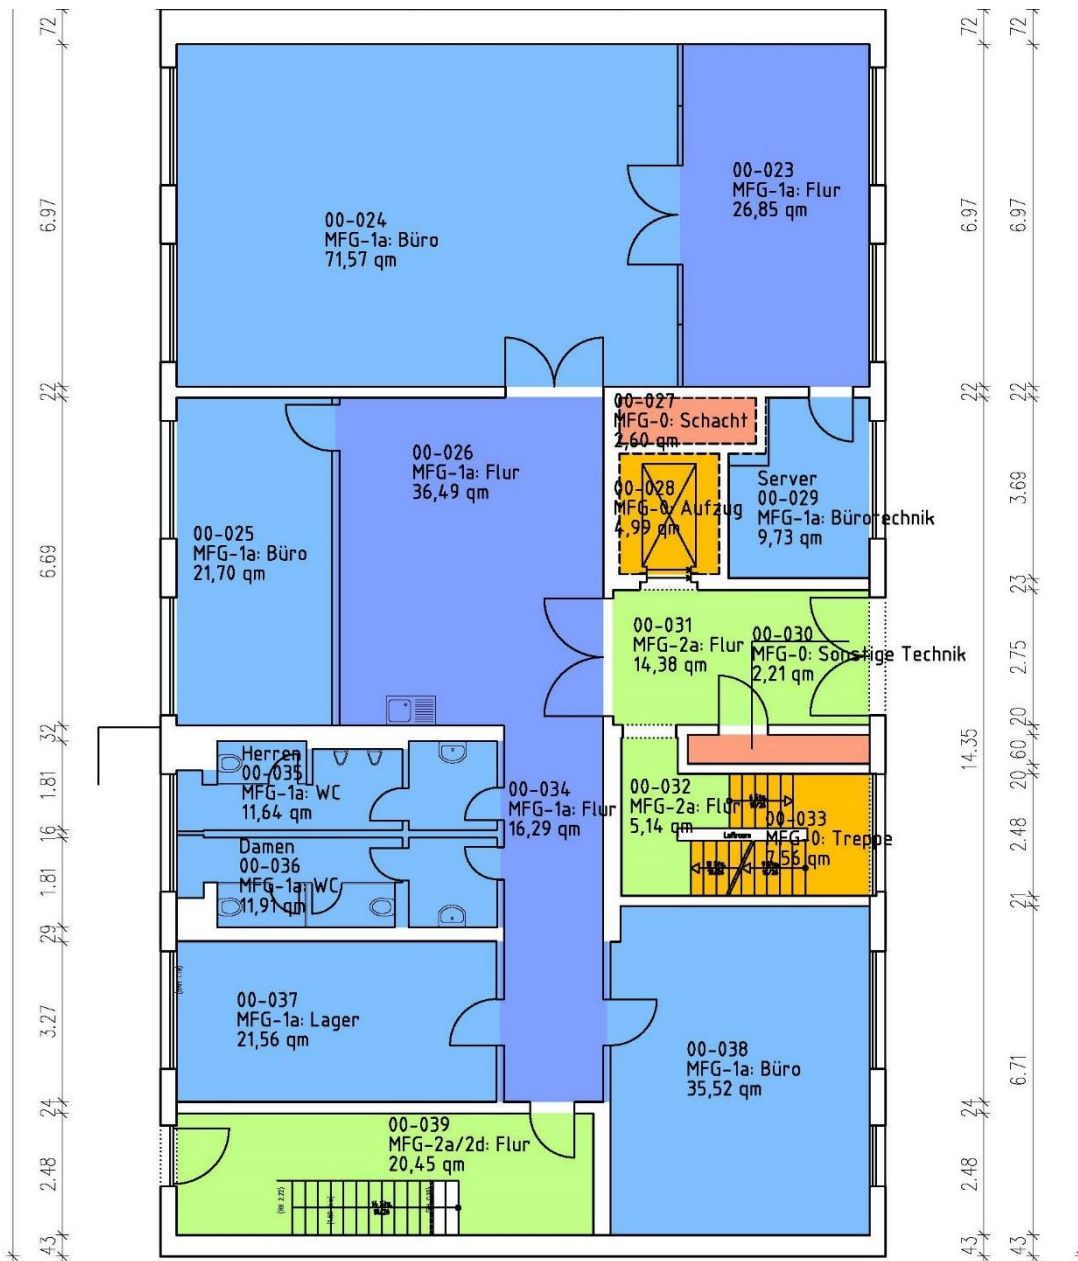 72
6.97
22
6.69
32
1.81
16
1.81
29
3.27
24
2.48
43
00-024
MFG-1a: Büro
71,57 qm
00-023
MFG-1a: Flur
26,85 qm
00-027
MFG-0: Schacht
2,60 qm
00-026
MFG-1a: Flur
36,49 qm
00-028
MFG-0: Aufzug
4,99 qm
Server
00-029
MFG-1a: Bürotechnik
9,73 qm
00-025
MFG-1a: Büro
21,70 qm
00-031
MFG-2a: Flur
14,38 qm
00-030
MFG-0: Sonstige Technik
2,21 qm
Herren
00-035
MFG-1a: WC
11,64 qm
00-034
MFG-1a: Flur
16,29 qm
00-032
MFG-2a: Flur
5,14 qm
00-033
MFG-0: Treppe
7,56 qm
Luftraum
Damen
00-036
MFG-1a: WC
11,91 qm
00-037
MFG-1a: Lager
21,56 qm
00-038
MFG-1a: Büro
35,52 qm
00-039
MFG-2a/2d: Flur
20,45 qm
72
6.97
14.35
24
2.48
43
72
6.97
22
3.69
23
2.75
20
60
20
2.48
21
6.71
43